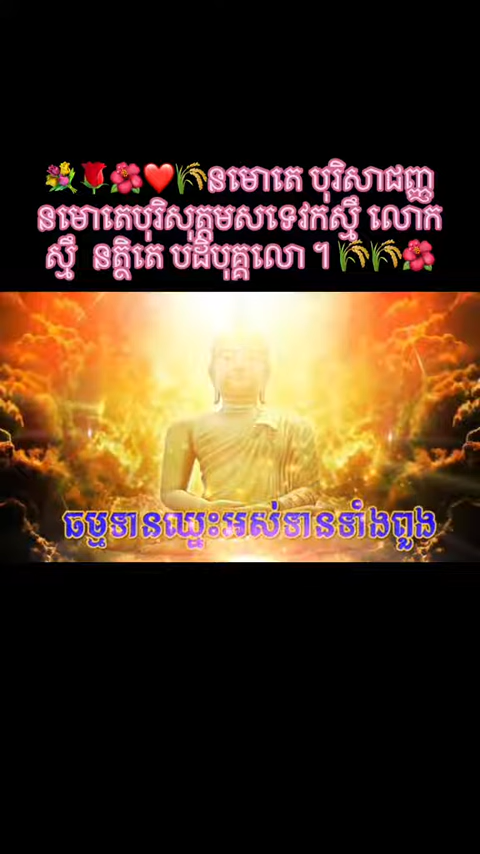 💐🌹🌺❤️🌾នមោតេ បុរិសាជញ្ញ
នមោតេបុរិសុត្តមសទេវកស្មឹ លោក
ស្មឹ នត្ថិតេ បដិបុគ្គលោ ។ 🌾🌾🌺
ធម្មទានឈ្នះអស់ទានទាំងពួង